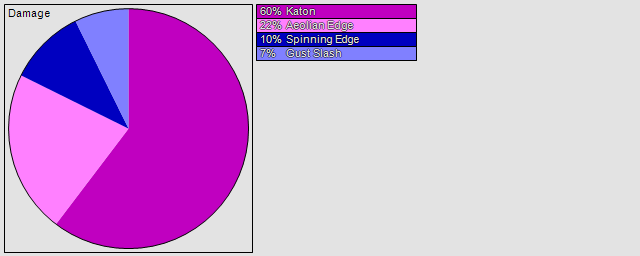 Damage
60% Katon
22% Aeolian Edge
10% Spinning Edge
7% Gust Slash